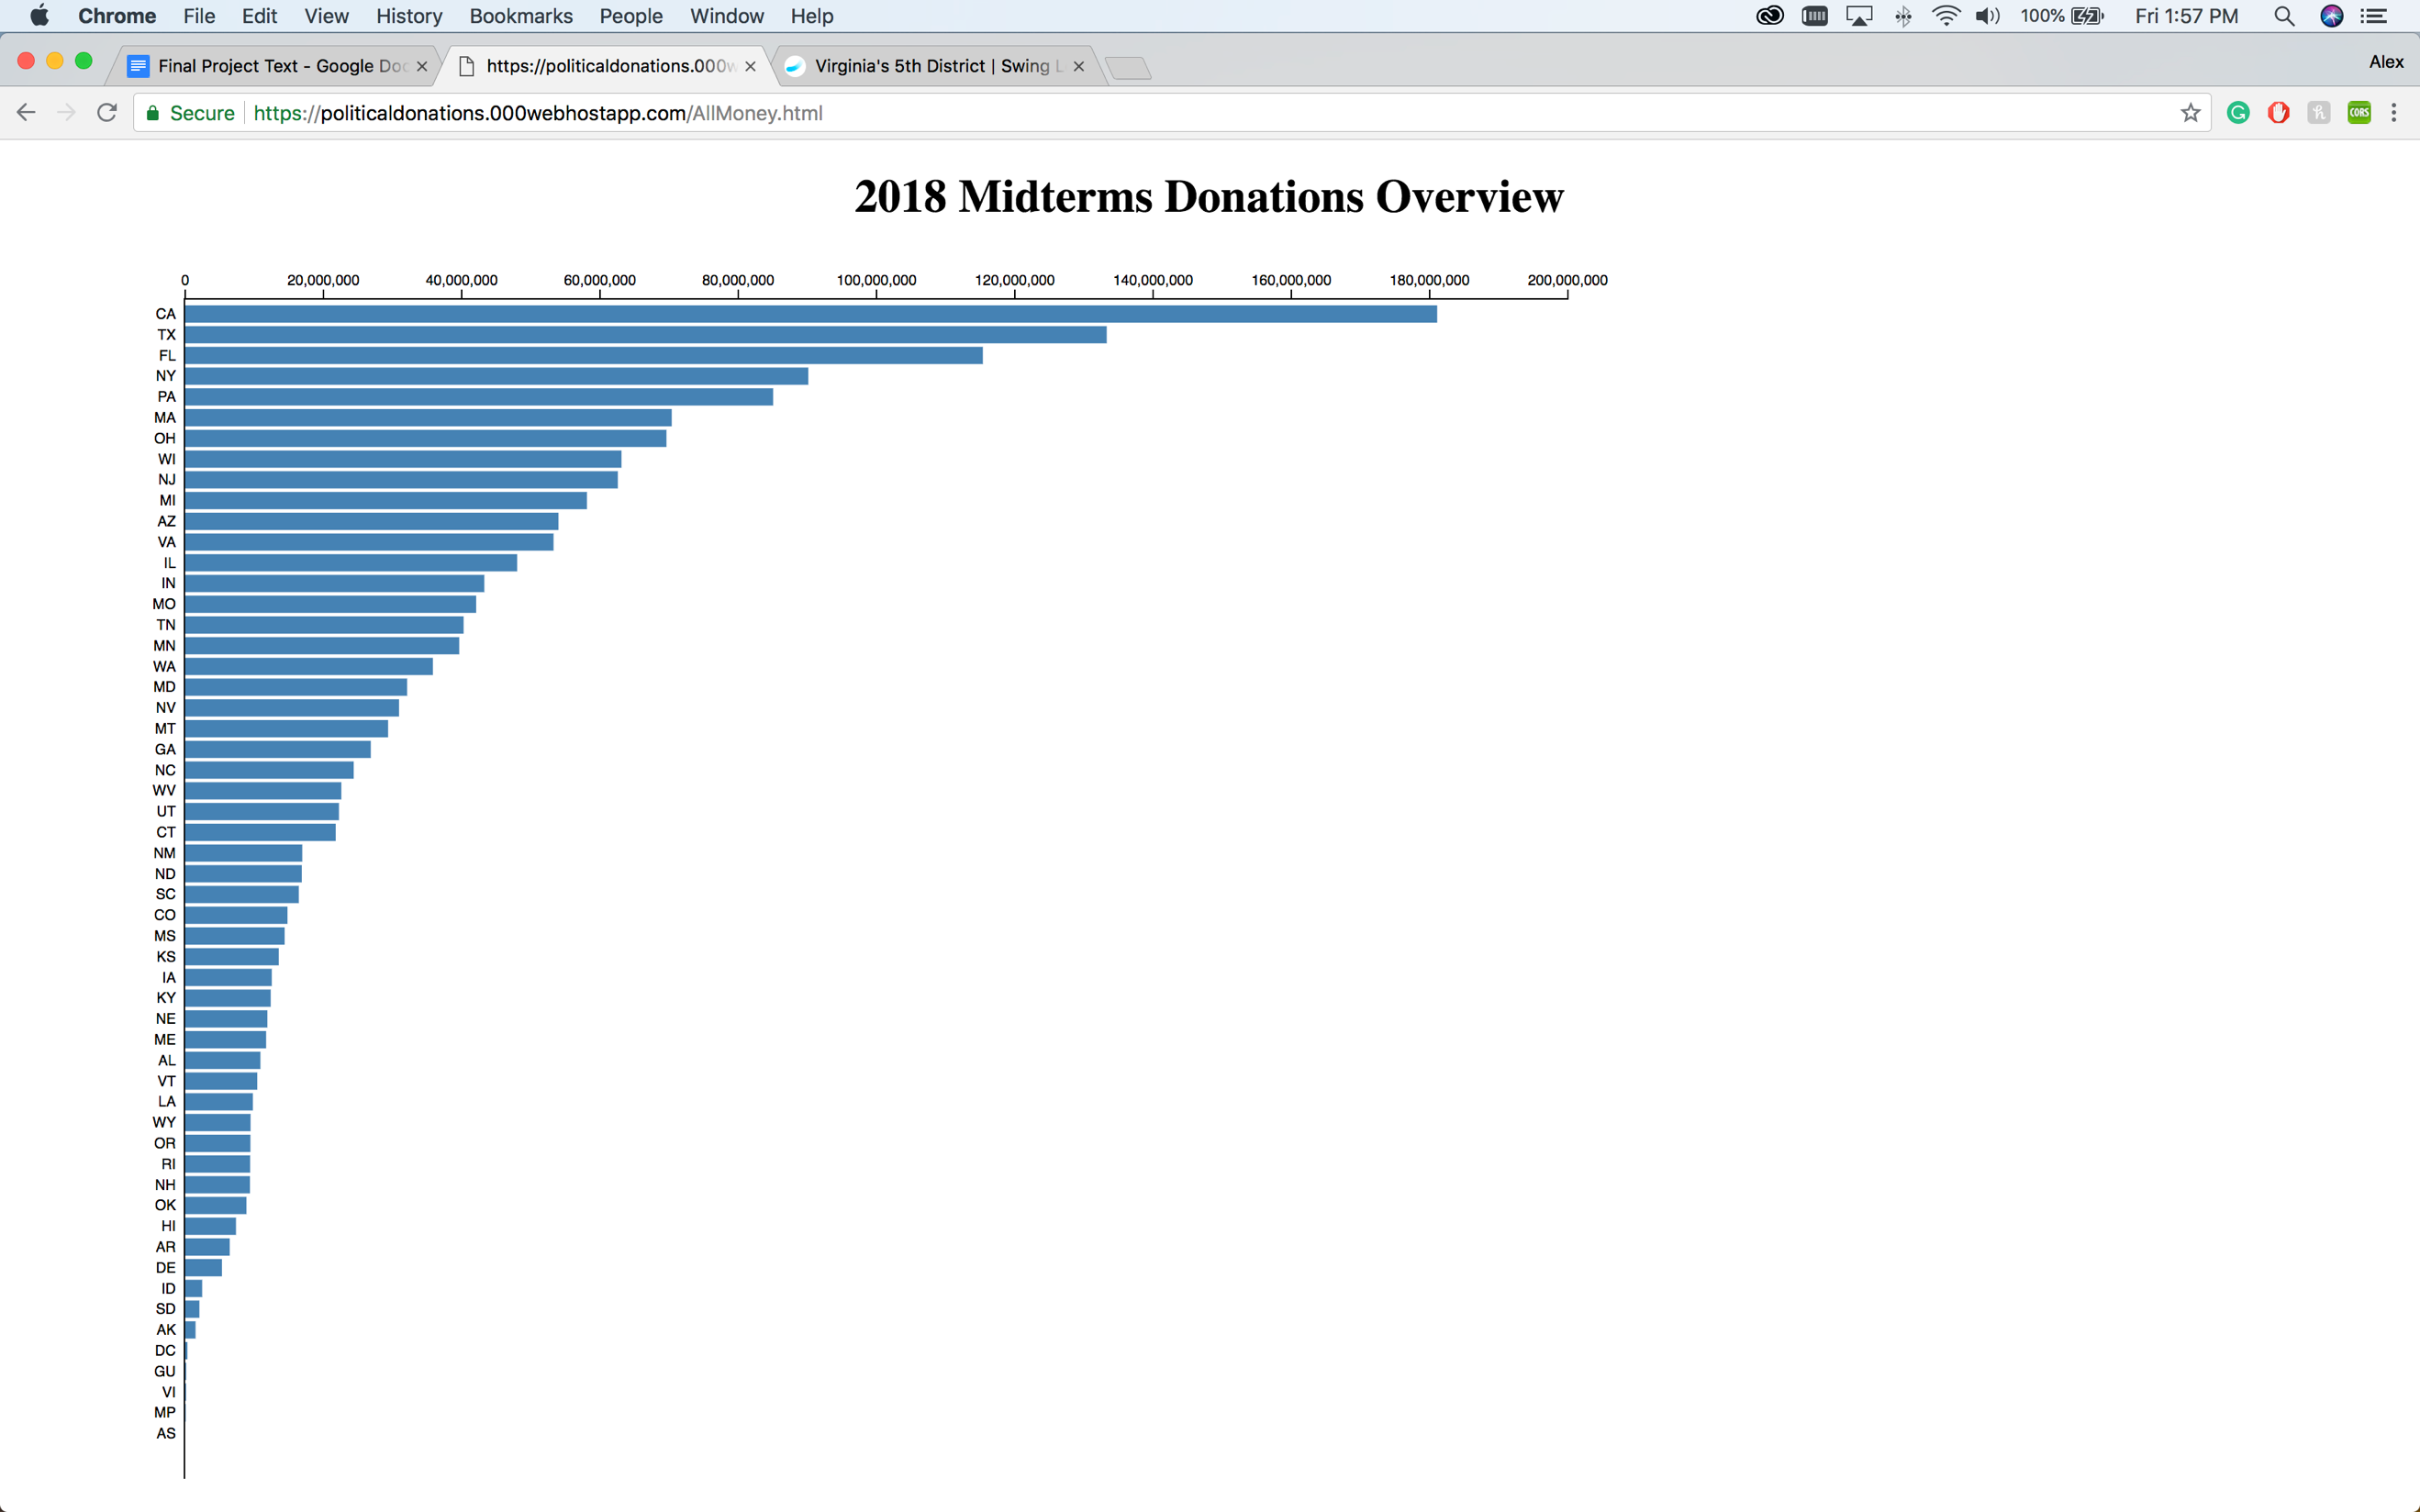 Chrome File Edit View History Bookmarks People Window Help 100% Fri 1:57 PM
Final Project Text - Google Doc https://politicaldonations.000w Virginia's 5th District | Swing L Alex
Secure https://politicaldonations.000webhostapp.com/AllMoney.html CORS
2018 Midterms Donations Overview
0 20,000,000 40,000,000 60,000,000 80,000,000 100,000,000 120,000,000 140,000,000 160,000,000 180,000,000 200,000,000
CA
TX
FL
NY
PA
MA
OH
WI
NJ
MI
AZ
VA
IL
IN
MO
TN
MN
WA
MD
NV
MT
GA
NC
WV
UT
CT
NM
ND
SC
CO
MS
KS
IA
KY
NE
ME
AL
VT
LA
WY
OR
RI
NH
OK
HI
AR
DE
ID
SD
AK
DC
GU
VI
MP
AS